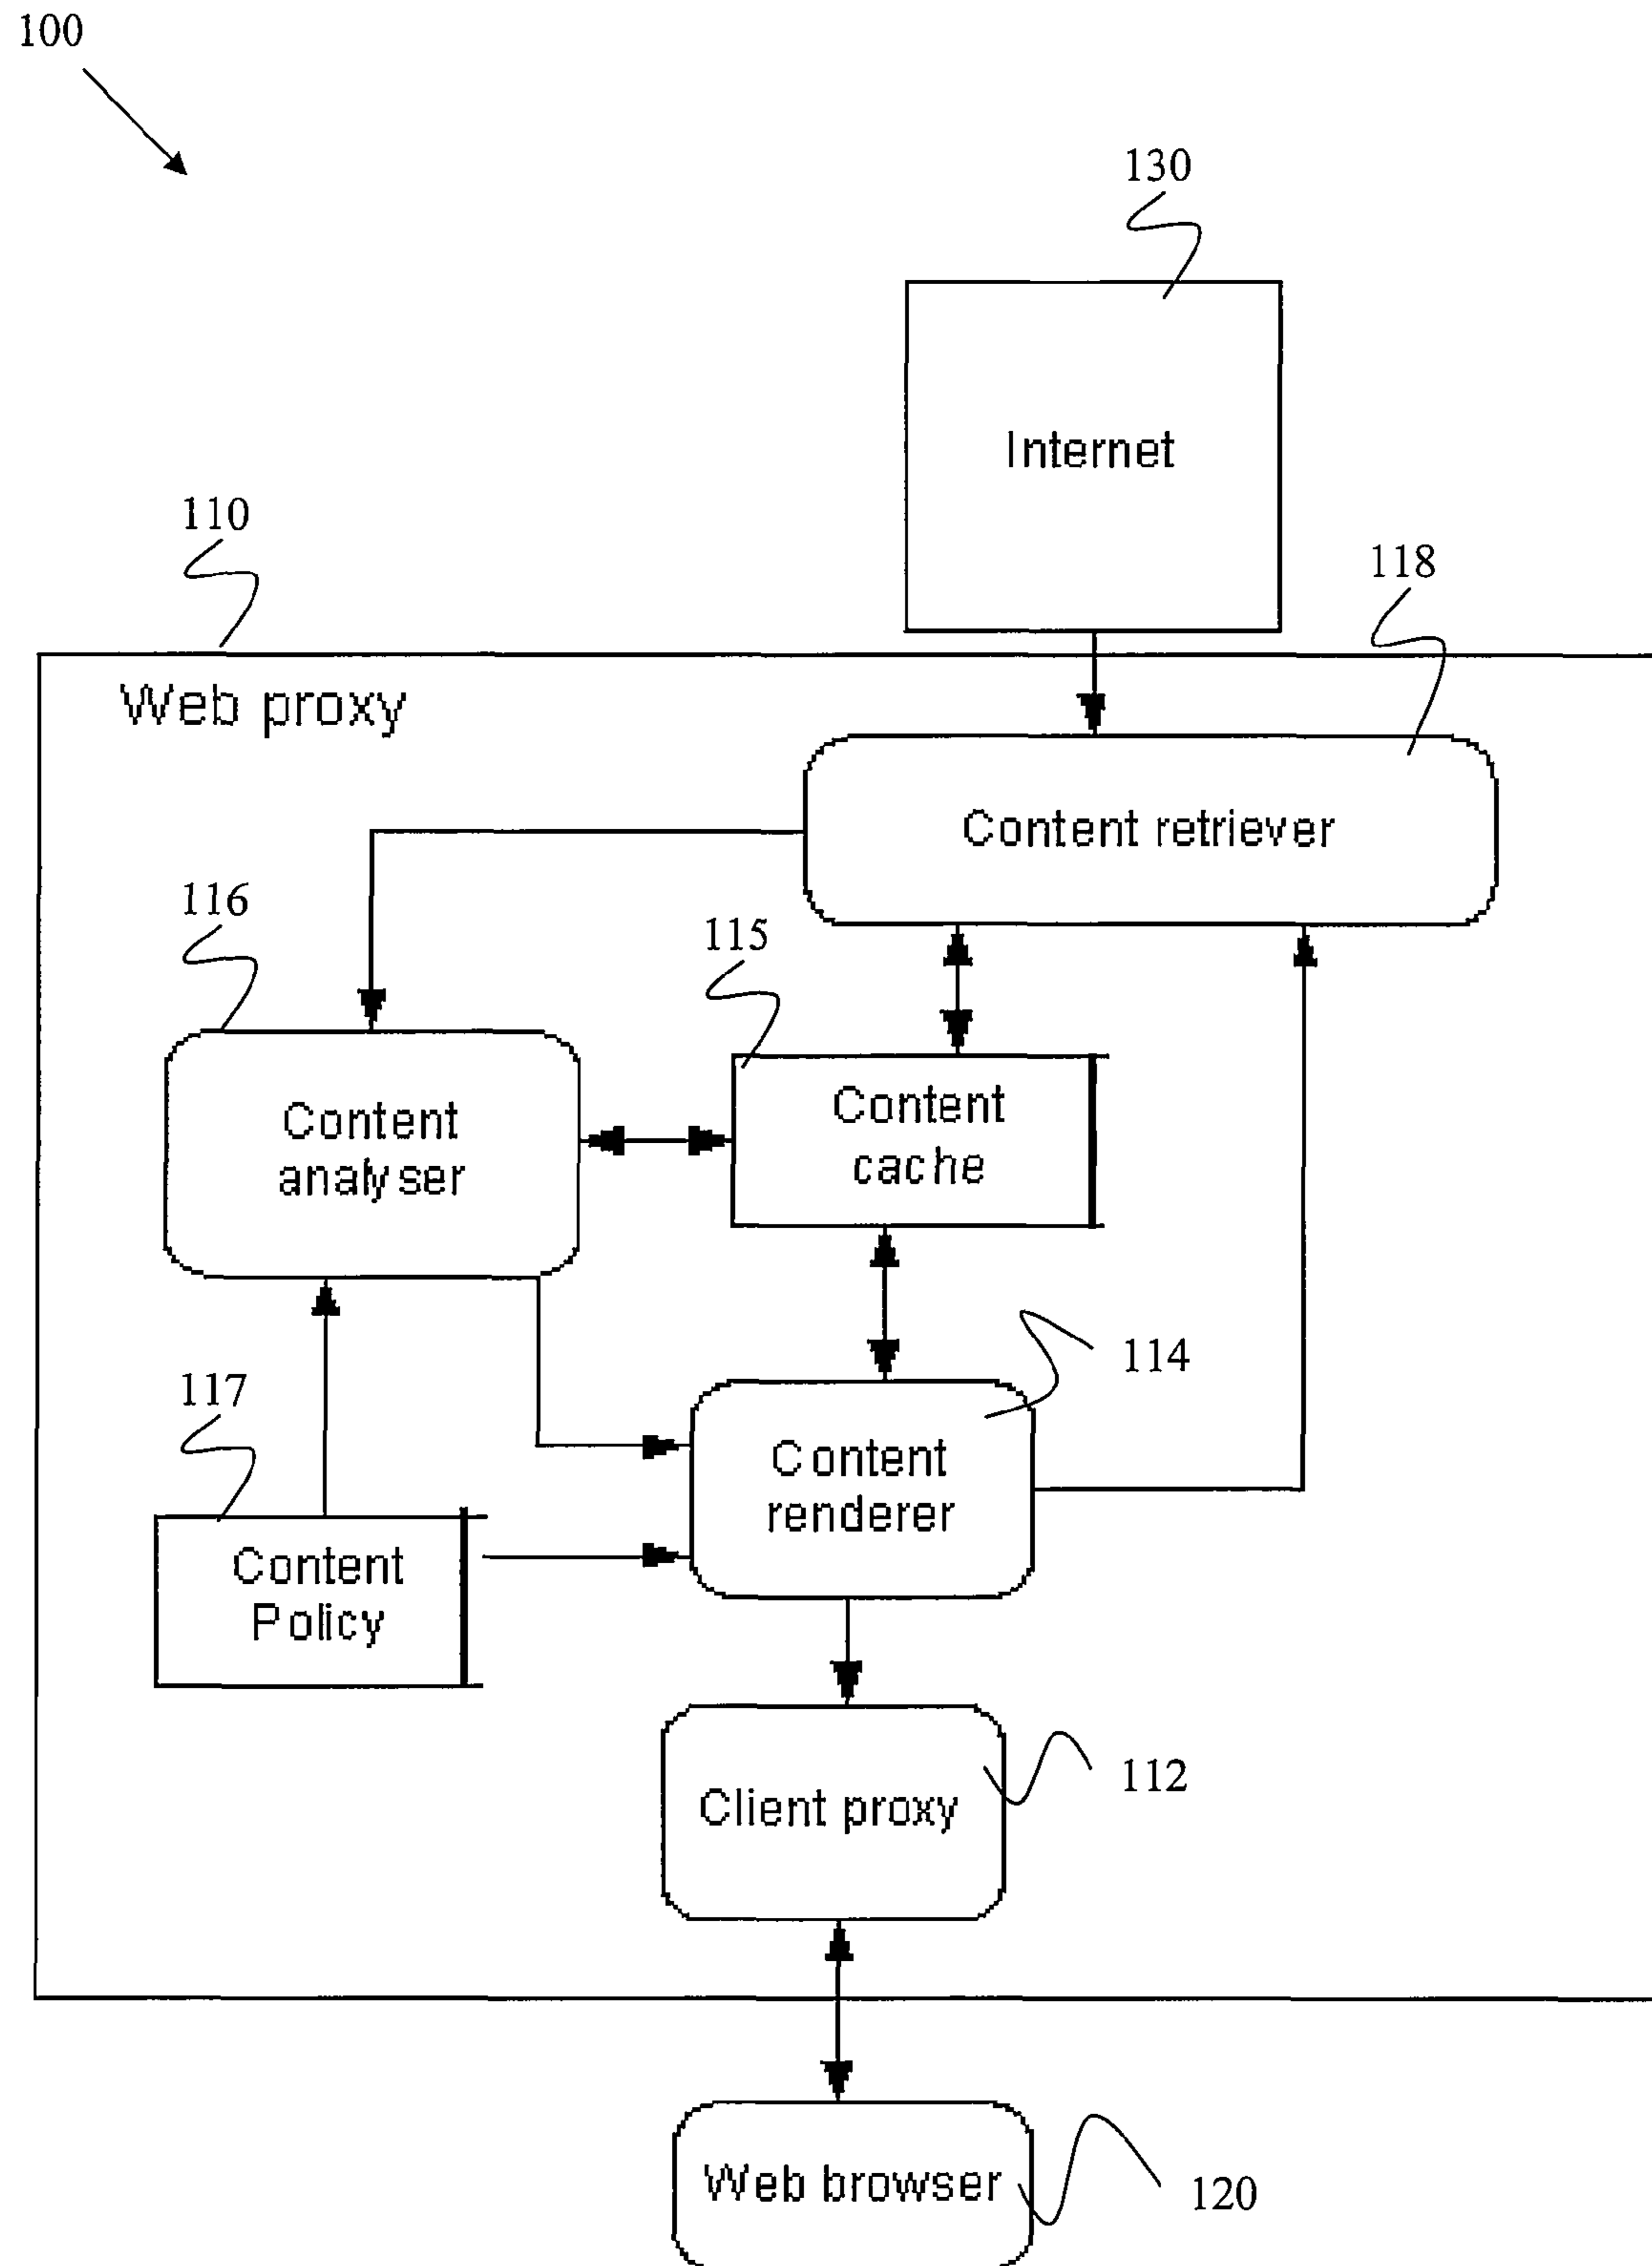 100
130
Internet
110
118
Web proxy
Content retriever
116
115
Content
analyser
Content
cache
114
117
Content
renderer
Content
Policy
112
Client proxy
Web browser
120